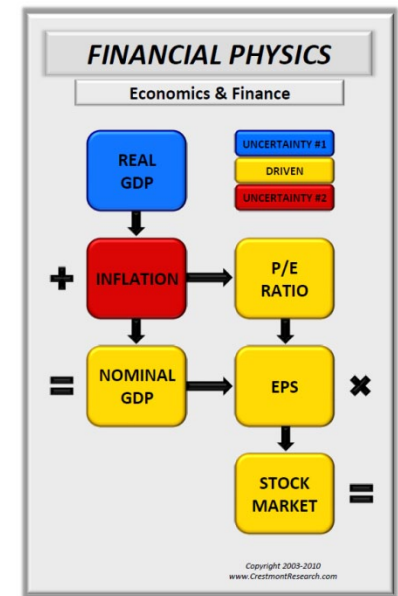 FINANCIAL PHYSICS
Economics & Finance
REAL
GDP
UNCERTAINTY #1
DRIVEN
UNCERTAINTY #2
+
INFLATION
P/E
RATIO
=
NOMINAL
GDP
EPS
×
STOCK
MARKET
=
Copyright 2003-2010
www.CrestmontResearch.com